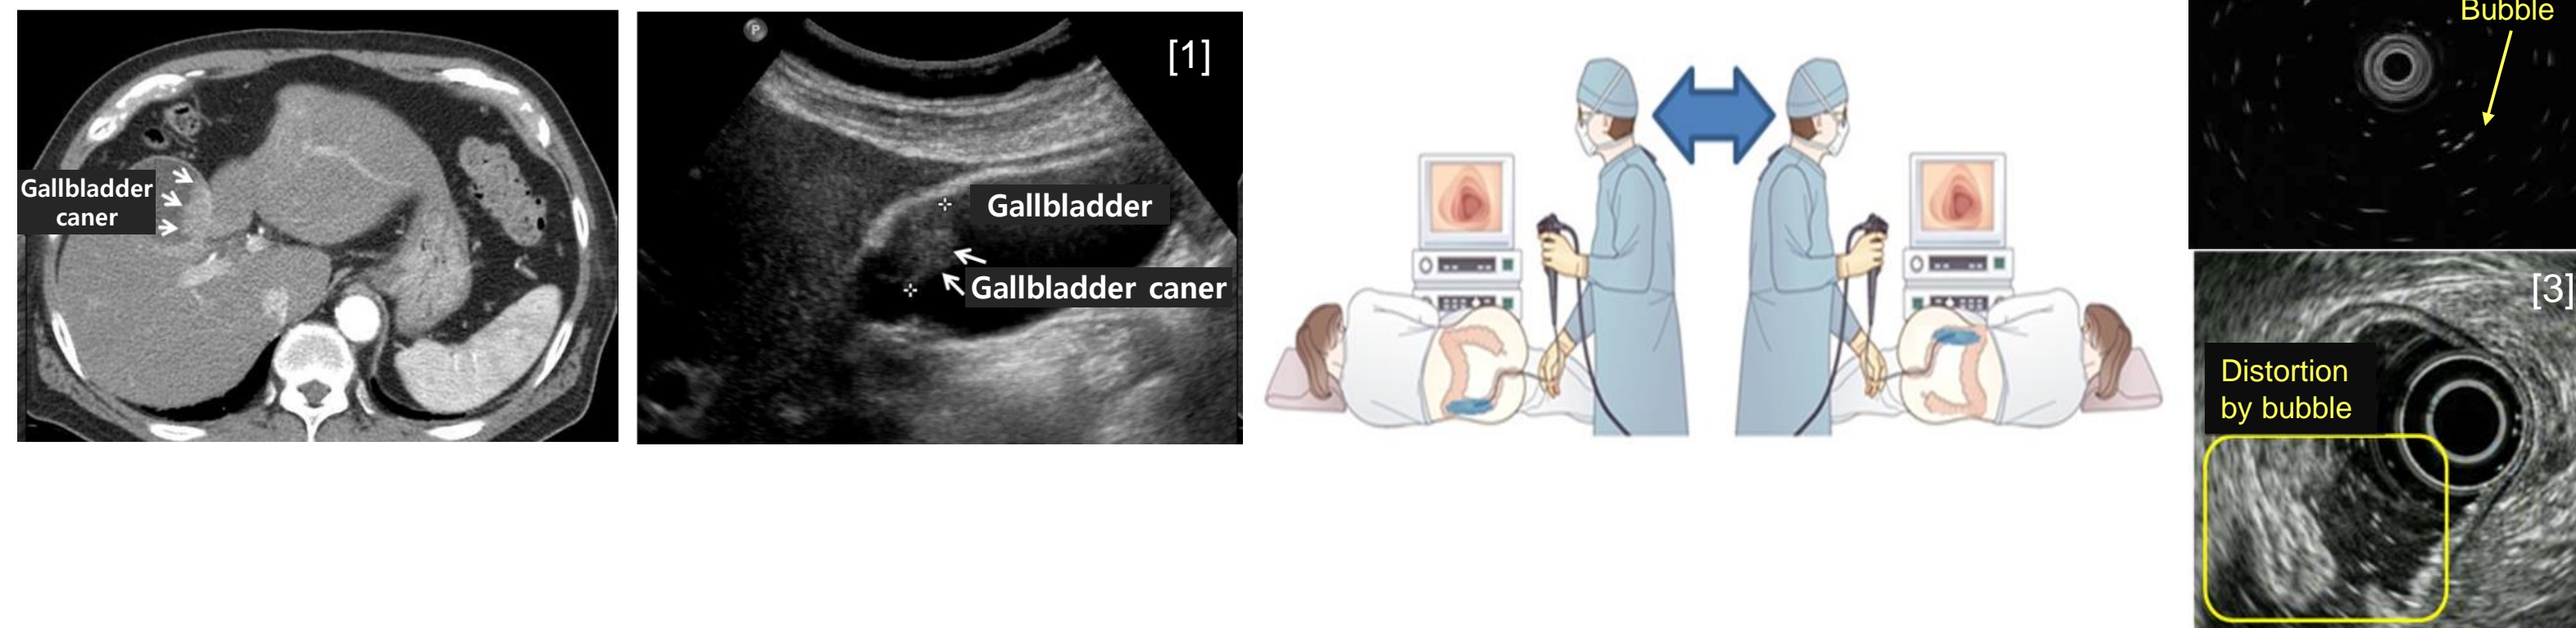 Gallbladder
caner
P
[1]
Gallbladder
Gallbladder caner
Bubble
[3]
Distortion
by bubble